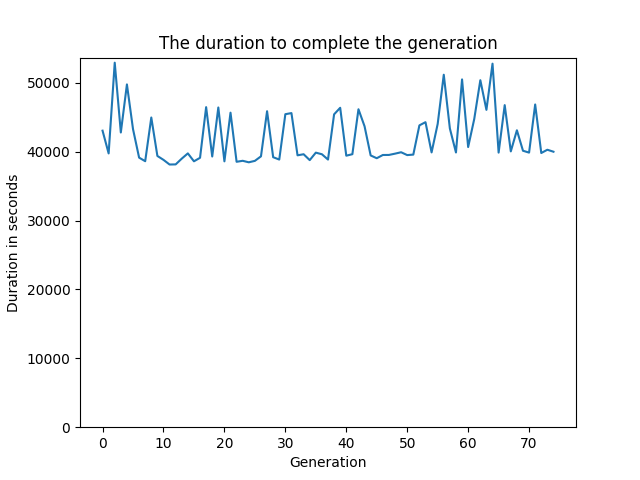 The duration to complete the generation
Duration in seconds
50000
40000
30000
20000
10000
0
0 10 20 30 40 50 60 70
Generation